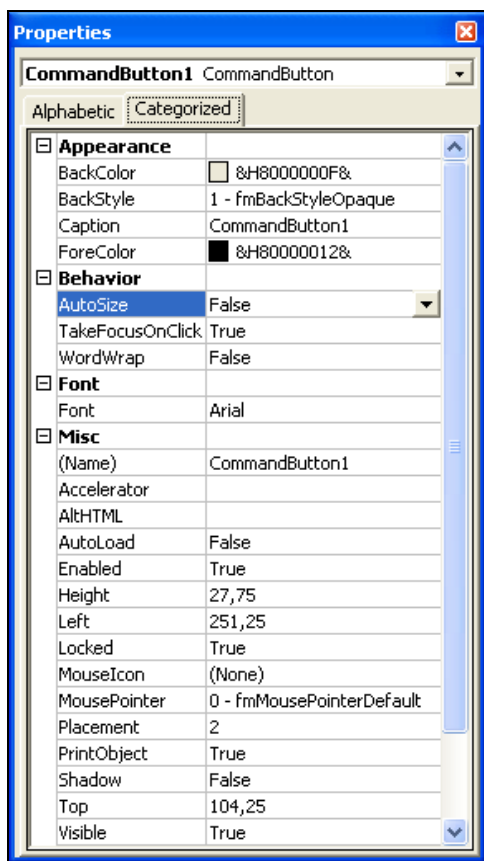 Properties
CommandButton1 CommandButton
Alphabetic Categorized
Appearance
BackColor &H8000000F&
BackStyle 1 - fmBackStyleOpaque
Caption CommandButton1
ForeColor &H80000012&
Behavior
AutoSize False
TakeFocusOnClick True
WordWrap False
Font
Font Arial
Misc
(Name) CommandButton1
Accelerator
AltHTML
AutoLoad False
Enabled True
Height 27,75
Left 251,25
Locked True
MouseIcon (None)
MousePointer 0 - fmMousePointerDefault
Placement 2
PrintObject True
Shadow False
Top 104,25
Visible True